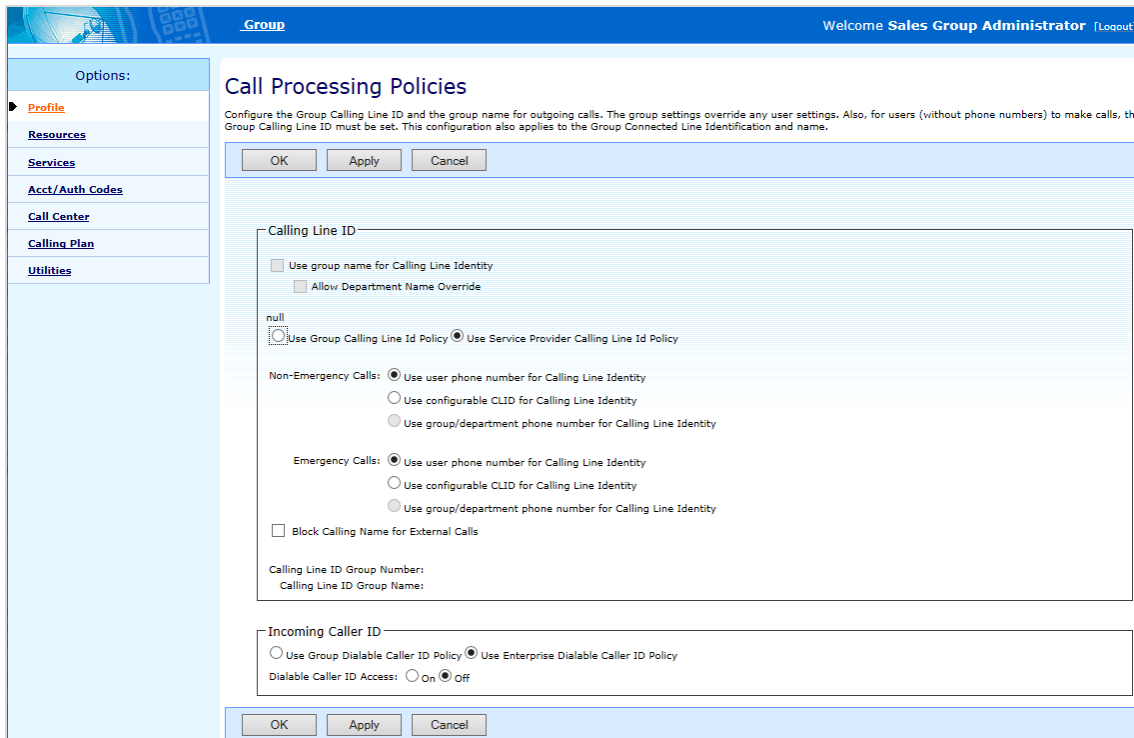 Group
Welcome Sales Group Administrator [Logout
Options:
Profile
Resources
Services
Acct/Auth Codes
Call Center
Calling Plan
Utilities
Call Processing Policies
Configure the Group Calling Line ID and the group name for outgoing calls. The group settings override any user settings. Also, for users (without phone numbers) to make calls, th
Group Calling Line ID must be set. This configuration also applies to the Group Connected Line Identification and name.
OK Apply Cancel
Calling Line ID
Use group name for Calling Line Identity
Allow Department Name Override
null
Use Group Calling Line Id Policy Use Service Provider Calling Line Id Policy
Non-Emergency Calls: Use user phone number for Calling Line Identity
Use configurable CLID for Calling Line Identity
Use group/department phone number for Calling Line Identity
Emergency Calls: Use user phone number for Calling Line Identity
Use configurable CLID for Calling Line Identity
Use group/department phone number for Calling Line Identity
Block Calling Name for External Calls
Calling Line ID Group Number:
Calling Line ID Group Name:
Incoming Caller ID
Use Group Dialable Caller ID Policy Use Enterprise Dialable Caller ID Policy
Dialable Caller ID Access: On Off
OK Apply Cancel